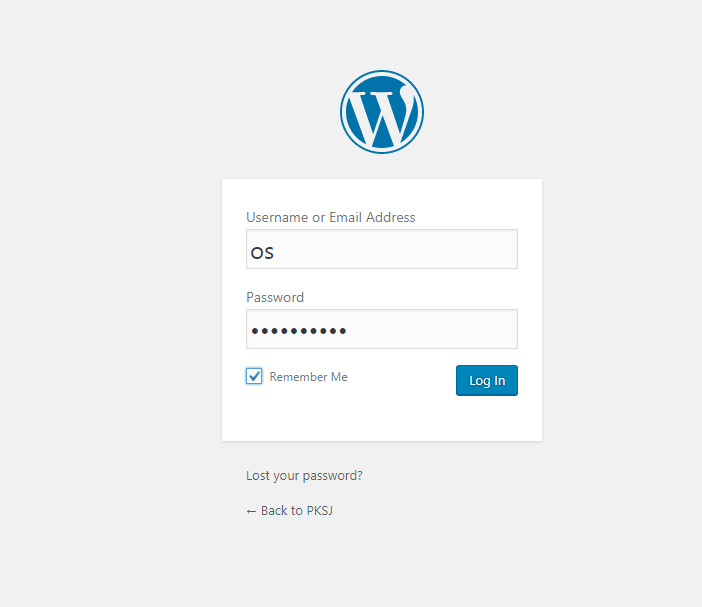 W
Username or Email Address
os
Password
••••••••••
Remember Me
Log In
Lost your password?
← Back to PKSJ